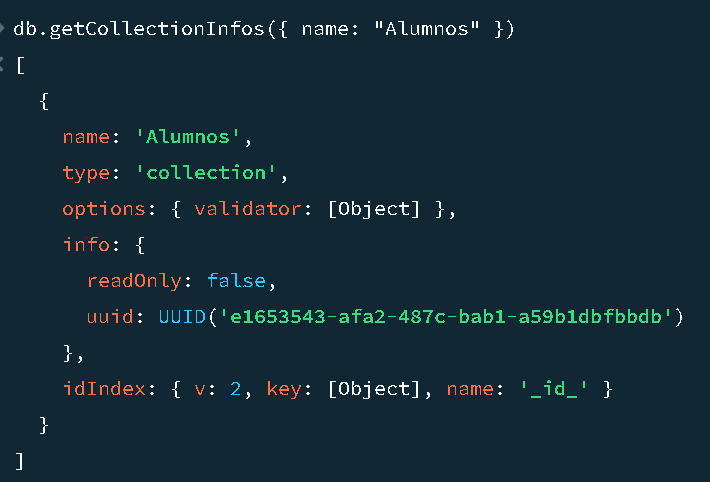 db.getCollectionInfos({ name: "Alumnos" })
[
{
name: 'Alumnos',
type: 'collection',
options: { validator: [Object] },
info: {
readOnly: false,
uuid: UUID('e1653543-afa2-487c-bab1-a59b1dbfbbdb')
},
idIndex: { v: 2, key: [Object], name: '_id_' }
}
]